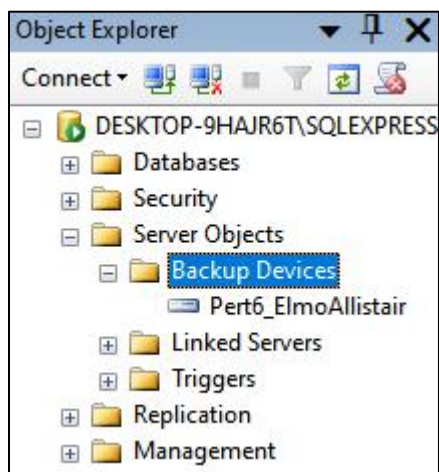 Object Explorer
Connect
DESKTOP-9HAJR6T\SQLEXPRESS
Databases
Security
Server Objects
Backup Devices
Pert6_ElmoAllistair
Linked Servers
Triggers
Replication
Management